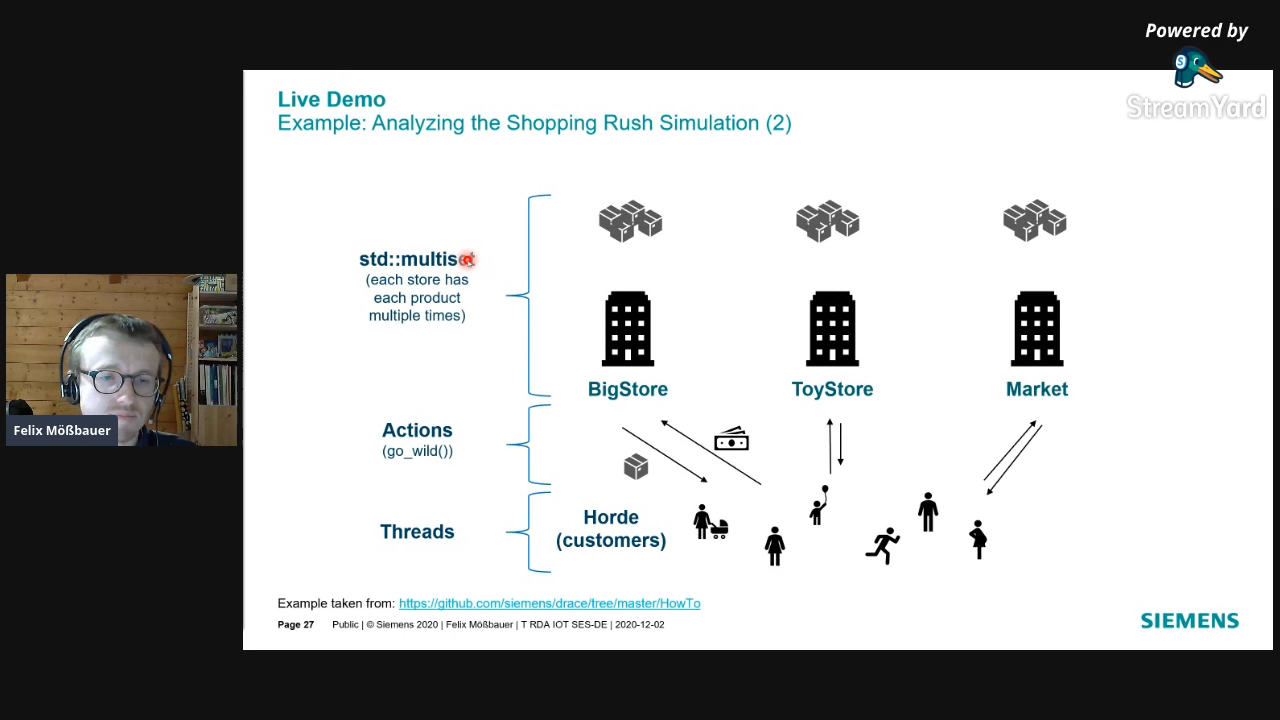 Powered by
StreamYard
Live Demo
Example: Analyzing the Shopping Rush Simulation (2)
std::multiset
(each store has
each product
multiple times)
BigStore
ToyStore
Market
Actions
(go_wild())
Threads
Horde
(customers)
Felix Mößbauer
Example taken from: https://github.com/siemens/drace/tree/master/HowTo
Page 27 Public | © Siemens 2020 | Felix Mößbauer | T RDA IOT SES-DE | 2020-12-02
SIEMENS